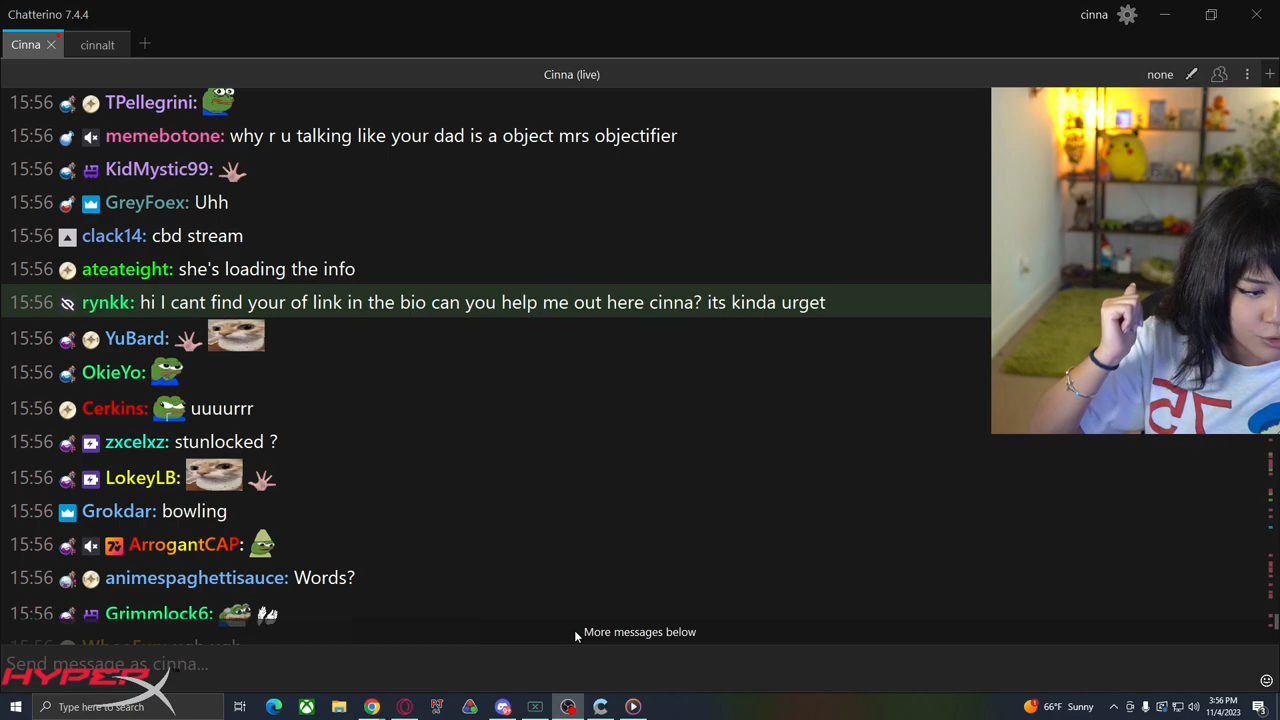 Chatterino 7.4.4
cinna
Cinna
cinnalt
Cinna (live)
none
15:56 TPellegrini:
15:56 memebotone: why r u talking like your dad is a object mrs objectifier
15:56 KidMystic99:
15:56 GreyFoex: Uhh
15:56 clack14: cbd stream
15:56 ateateight: she's loading the info
15:56 rynkk: hi I cant find your of link in the bio can you help me out here cinna? its kinda urget
15:56 YuBard:
15:56 OkieYo:
15:56 Cerkins: uuuurrr
15:56 zxcelxz: stunlocked ?
15:56 LokeyLB:
15:56 Grokdar: bowling
15:56 ArrogantCAP:
15:56 animespaghettisauce: Words?
15:56 Grimmlock6:
More messages below
Send message as cinna...
HYPERX
Type here to search
66°F Sunny
3:56 PM
11/4/2023
3